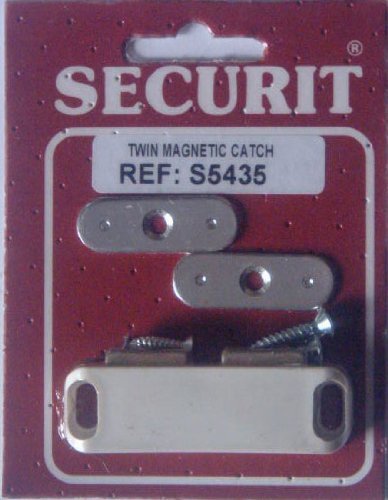 SECURIT®
TWIN MAGNETIC CATCH
REF: S5435